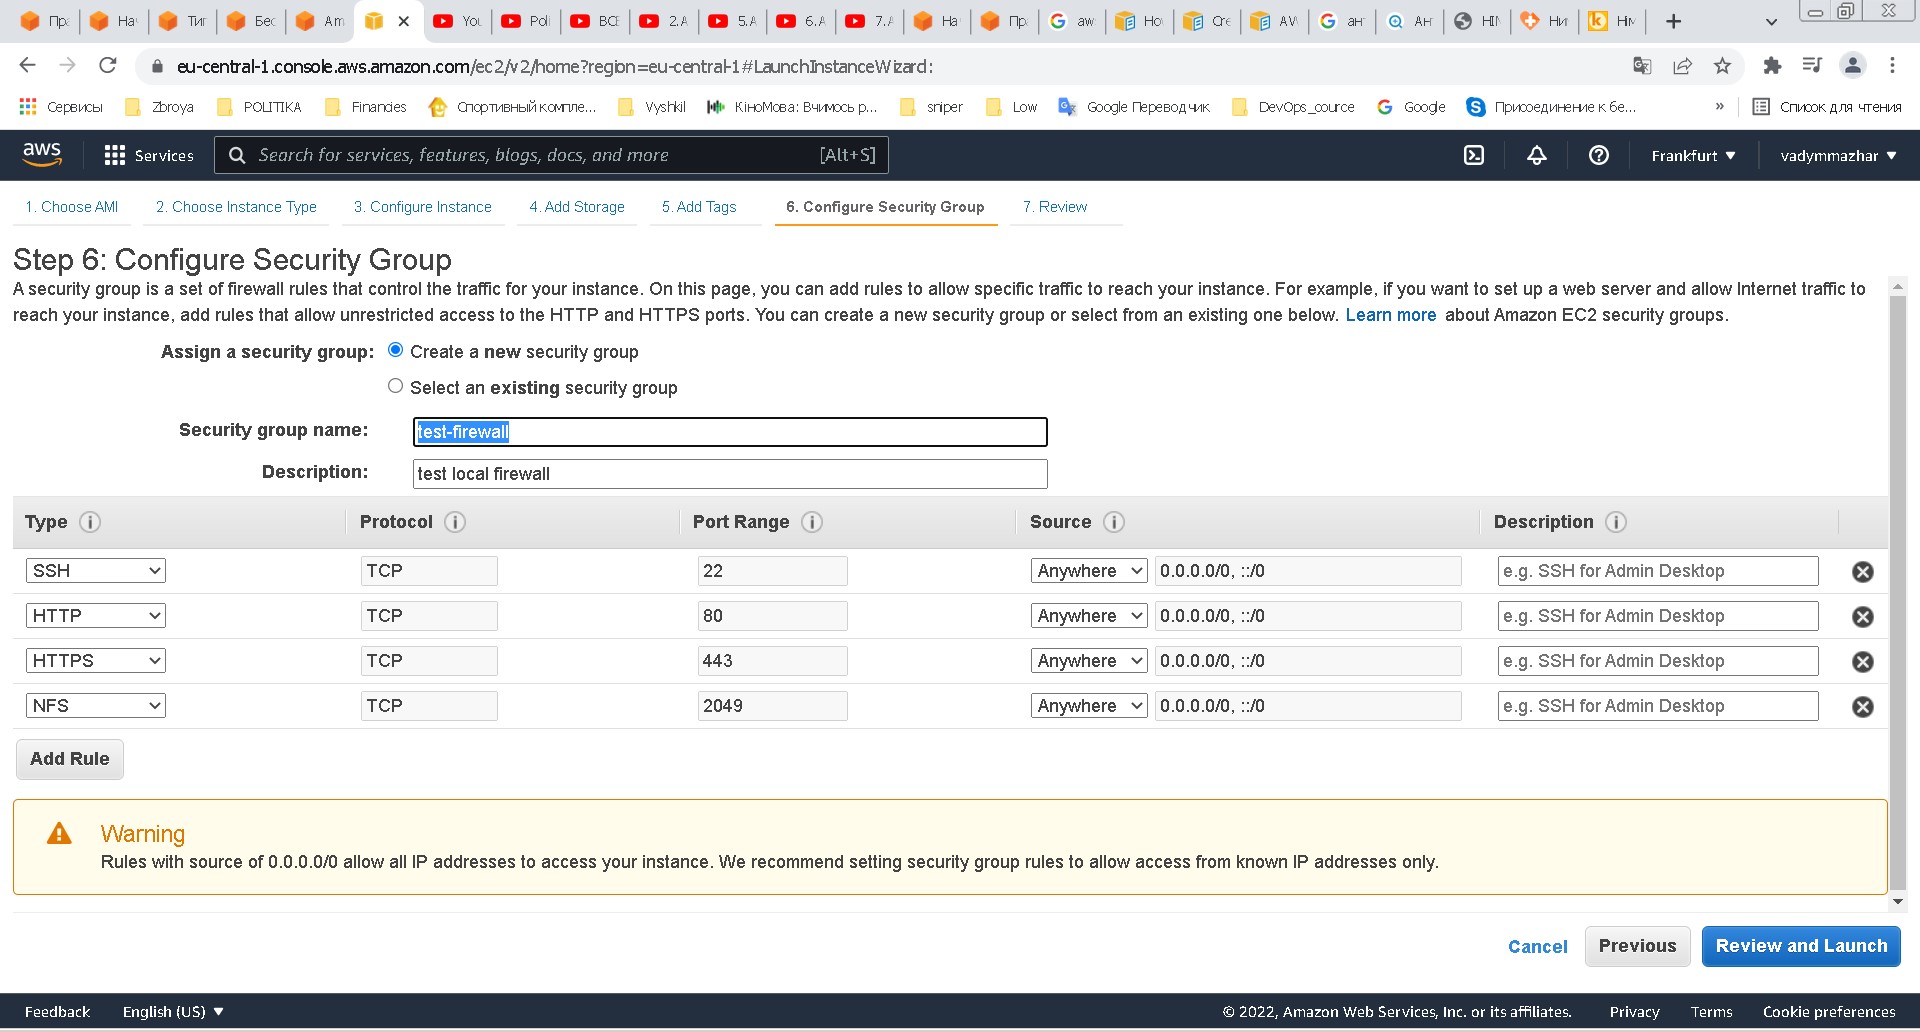 Пра
На
Тип
Бес
Am
You
Poli
ВСЕ
2. A
5. A
6. A
7. A
На
Пр
aw
Ho
Cre
AV
анг
Анг
HI
Ни
Him
eu-central-1.console.aws.amazon.com/ec2/v2/home?region=eu-central-1#LaunchInstanceWizard:
Сервисы
Zbroya
POLITIKA
Financies
Спортивный компле...
Vyshkil
КіноМова: Вчимось р...
sniper
Low
Google Переводчик
DevOps_cource
Google
Присоединение к бе...
»
Список для чтения
aws
Services
Search for services, features, blogs, docs, and more
[Alt+S]
Frankfurt ▼
vadymmazhar ▼
1. Choose AMI
2. Choose Instance Type
3. Configure Instance
4. Add Storage
5. Add Tags
6. Configure Security Group
7. Review
Step 6: Configure Security Group
A security group is a set of firewall rules that control the traffic for your instance. On this page, you can add rules to allow specific traffic to reach your instance. For example, if you want to set up a web server and allow Internet traffic to
reach your instance, add rules that allow unrestricted access to the HTTP and HTTPS ports. You can create a new security group or select from an existing one below. Learn more about Amazon EC2 security groups.
Assign a security group:
Create a new security group
Select an existing security group
Security group name:
test-firewall
Description:
test local firewall
Type
Protocol
Port Range
Source
Description
SSH
TCP
22
Anywhere
0.0.0.0/0, ::/0
e.g. SSH for Admin Desktop
HTTP
TCP
80
Anywhere
0.0.0.0/0, ::/0
e.g. SSH for Admin Desktop
HTTPS
TCP
443
Anywhere
0.0.0.0/0, ::/0
e.g. SSH for Admin Desktop
NFS
TCP
2049
Anywhere
0.0.0.0/0, ::/0
e.g. SSH for Admin Desktop
Add Rule
Warning
Rules with source of 0.0.0.0/0 allow all IP addresses to access your instance. We recommend setting security group rules to allow access from known IP addresses only.
Cancel
Previous
Review and Launch
Feedback
English (US) ▼
© 2022, Amazon Web Services, Inc. or its affiliates.
Privacy
Terms
Cookie preferences